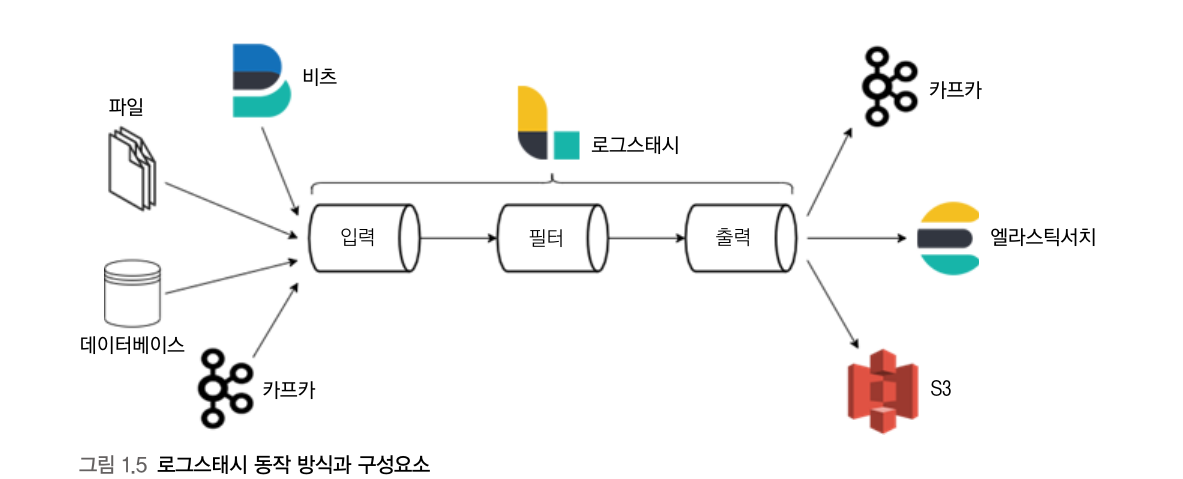 비츠
카프카
파일
로그스태시
입력
필터
출력
엘라스틱서치
데이터베이스
카프카
S3
그림 1.5 로그스태시 동작 방식과 구성요소